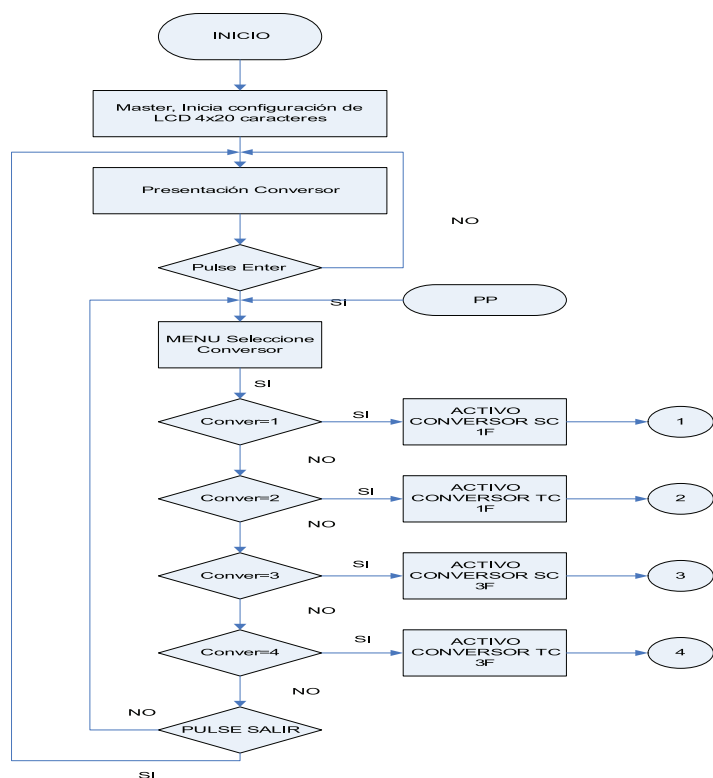 INICIO
Master, Inicia configuración de
LCD 4x20 caracteres
Presentación Conversor
NO
Pulse Enter
SI
PP
MENU Seleccione
Conversor
SI
Conver=1
SI
ACTIVO
CONVERSOR SC
1F
1
NO
Conver=2
SI
ACTIVO
CONVERSOR TC
1F
2
NO
Conver=3
SI
ACTIVO
CONVERSOR SC
3F
3
NO
Conver=4
SI
ACTIVO
CONVERSOR TC
3F
4
NO
NO
PULSE SALIR
SI